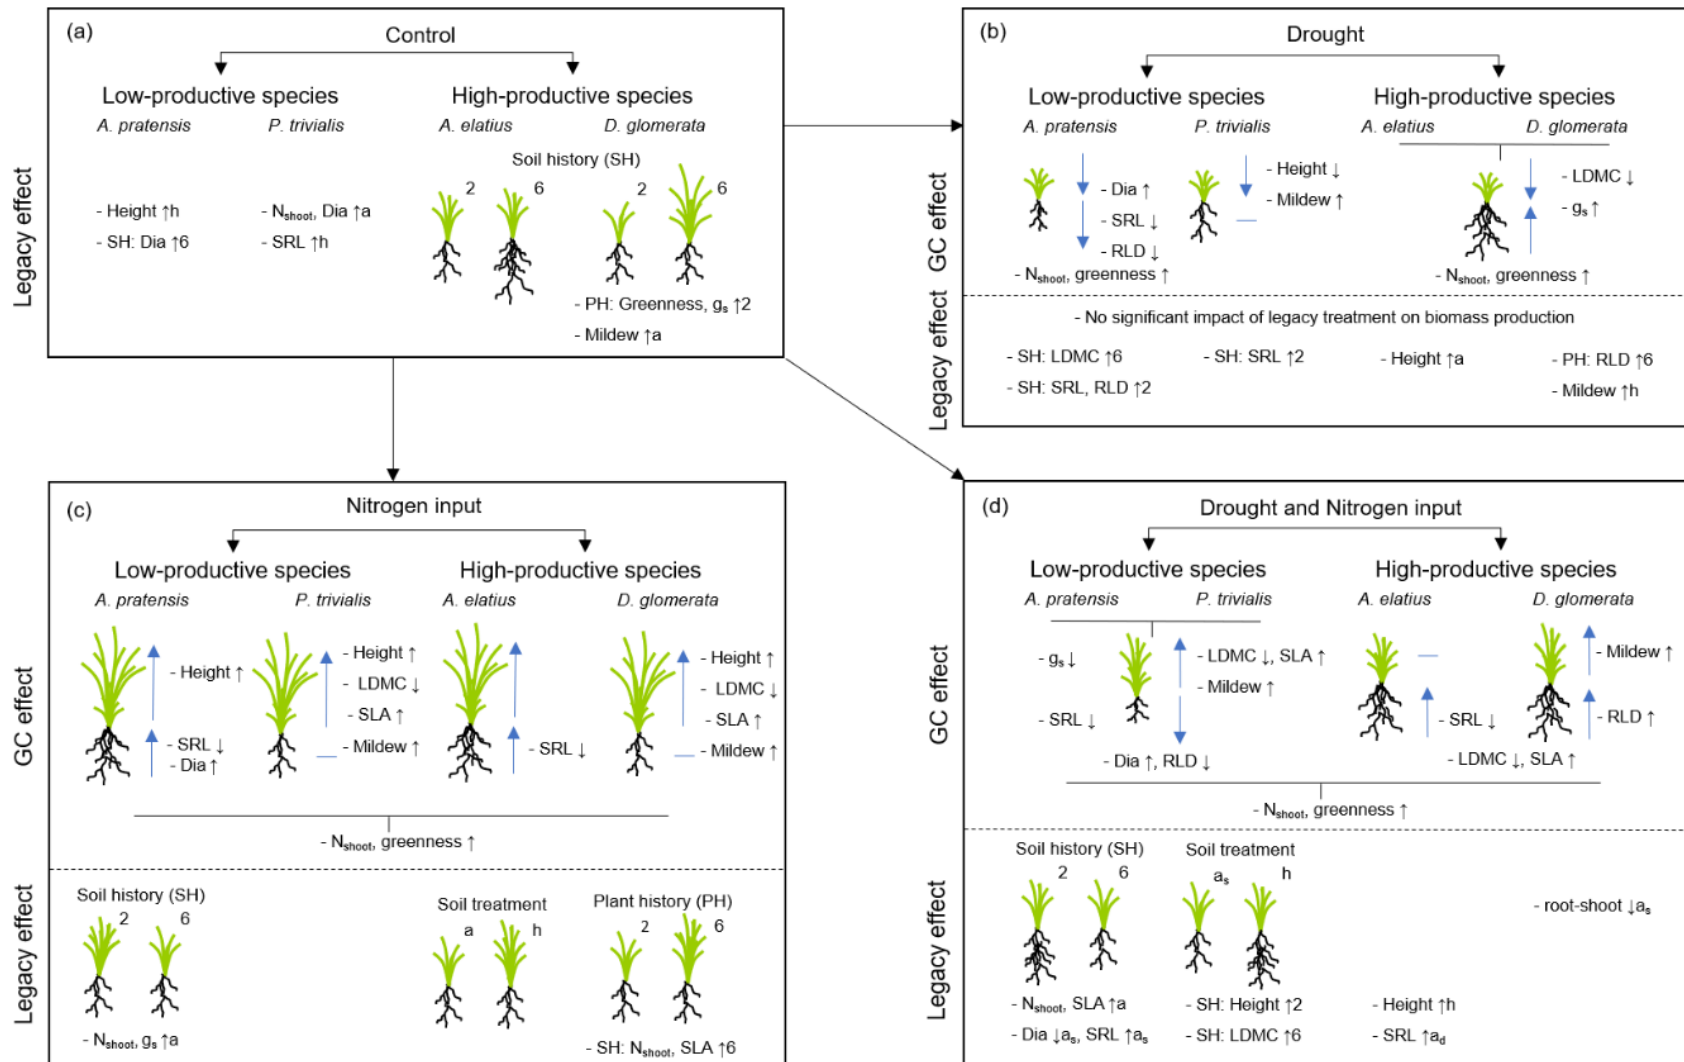 (a)
Control
Low-productive species
High-productive species
A. pratensis
P. trivialis
A. elatius
D. glomerata
Soil history (SH)
2
6
2
6
- Height ↑h
- SH: Dia ↑6
- Nshoot, Dia ↑a
- SRL ↑h
- PH: Greenness, gs ↑2
- Mildew ↑a
Legacy effect
(b)
Drought
Low-productive species
High-productive species
A. pratensis
P. trivialis
A. elatius
D. glomerata
- Dia ↑
- SRL ↓
- RLD ↓
- Height ↓
- Mildew ↑
- LDMC ↓
- gs ↑
- Nshoot, greenness ↑
- Nshoot, greenness ↑
GC effect
- No significant impact of legacy treatment on biomass production
- SH: LDMC ↑6
- SH: SRL, RLD ↑2
- SH: SRL ↑2
- Height ↑a
- PH: RLD ↑6
- Mildew ↑h
Legacy effect
(c)
Nitrogen input
Low-productive species
High-productive species
A. pratensis
P. trivialis
A. elatius
D. glomerata
- Height ↑
- SRL ↓
- Dia ↑
- Height ↑
- LDMC ↓
- SLA ↑
- Mildew ↑
- SRL ↓
- Height ↑
- LDMC ↓
- SLA ↑
- Mildew ↑
- Nshoot, greenness ↑
GC effect
Soil history (SH)
2
6
- Nshoot, gs ↑a
Soil treatment
a
h
Plant history (PH)
2
6
- SH: Nshoot, SLA ↑6
Legacy effect
(d)
Drought and Nitrogen input
Low-productive species
High-productive species
A. pratensis
P. trivialis
A. elatius
D. glomerata
- gs ↓
- SRL ↓
- LDMC ↓, SLA ↑
- Mildew ↑
- Dia ↑, RLD ↓
- SRL ↓
- Mildew ↑
- RLD ↑
- LDMC ↓, SLA ↑
- Nshoot, greenness ↑
GC effect
Soil history (SH)
2
6
- Nshoot, SLA ↑a
- Dia ↓as, SRL ↑as
Soil treatment
as
h
- SH: Height ↑2
- SH: LDMC ↑6
- Height ↑h
- SRL ↑ad
- root-shoot ↓as
Legacy effect